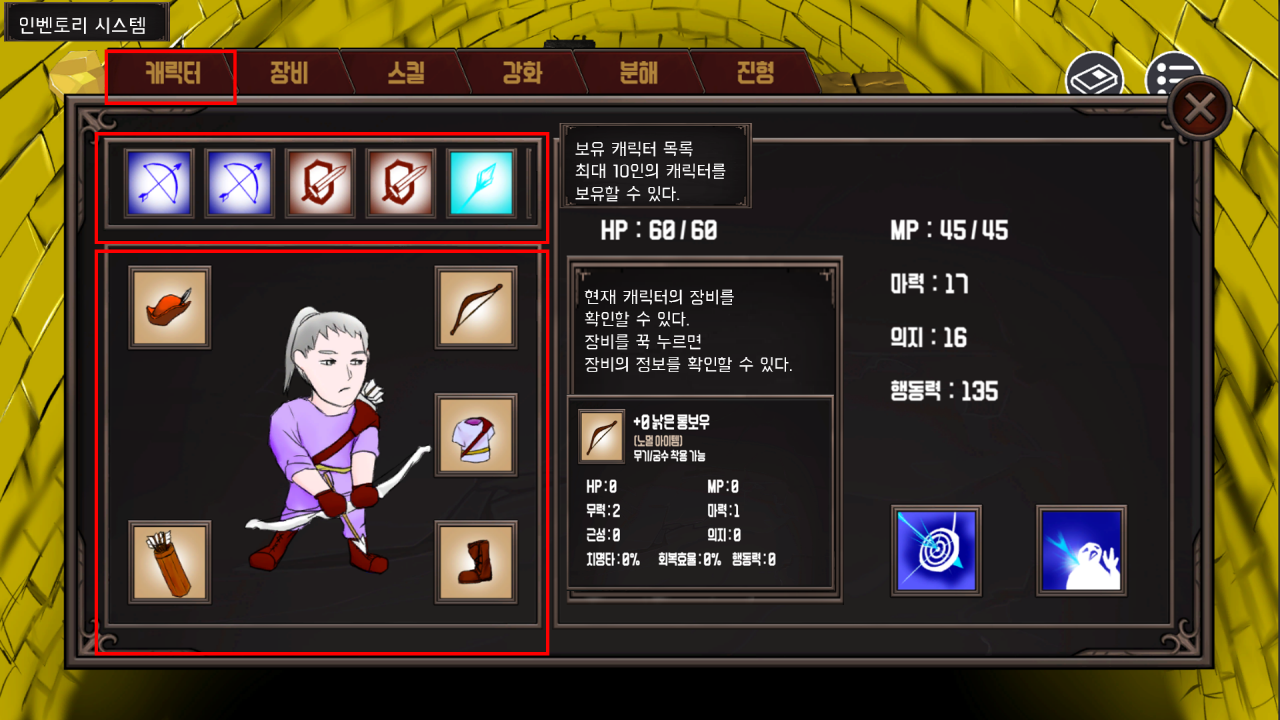 인벤토리 시스템
캐릭터 장비 스킬 강화 분해 진형
보유 캐릭터 목록
최대 10인의 캐릭터를
보유할 수 있다.
HP : 60/60
MP : 45/45
마력 : 17
의지 : 16
행동력 : 135
현재 캐릭터의 장비를
확인할 수 있다.
장비를 꾹 누르면
장비의 정보를 확인할 수 있다.
+0 낡은 롱보우
(노멀 아이템)
무기/궁수 착용 가능
HP:0 MP:0
무력:2 마력:1
근성:0 의지:0
치명타:0% 회복효율:0% 행동력:0